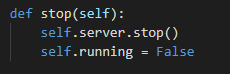 def stop(self):
    self.server.stop()
    self.running = False